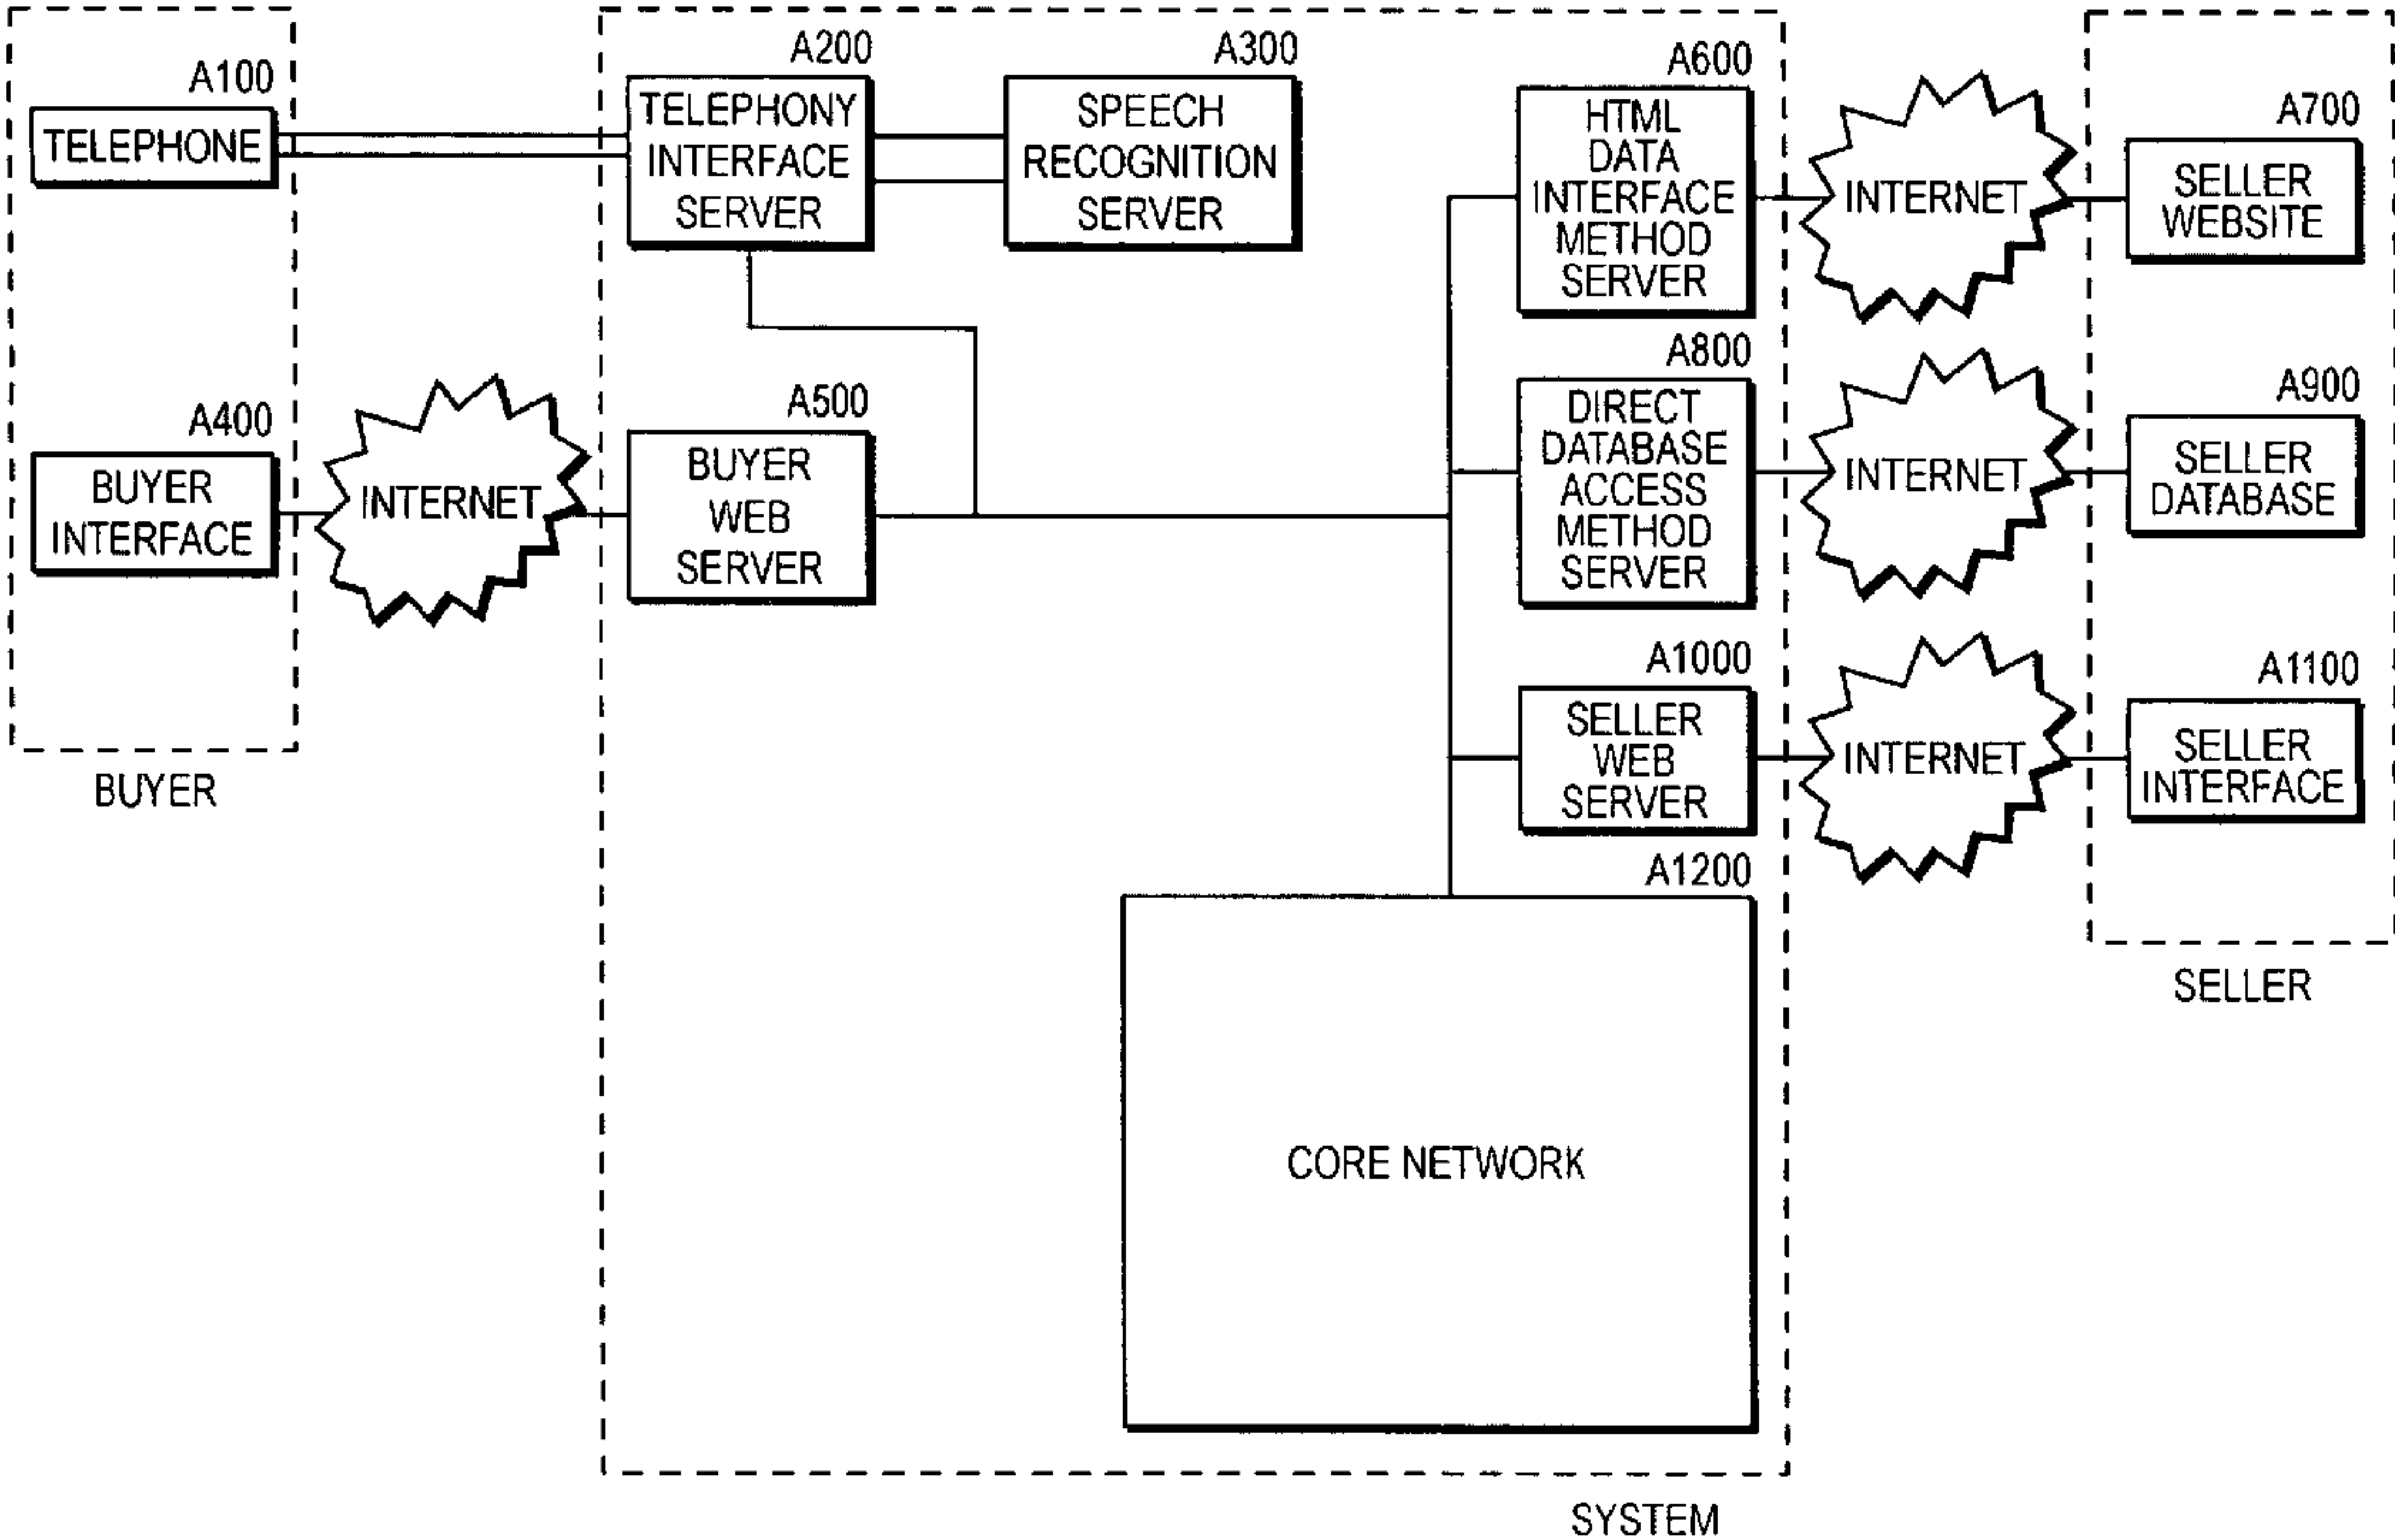 A100
TELEPHONE
A200
TELEPHONY
INTERFACE
SERVER
A300
SPEECH
RECOGNITION
SERVER
A400
BUYER
INTERFACE
INTERNET
A500
BUYER
WEB
SERVER
BUYER
A600
HTML
DATA
INTERFACE
METHOD
SERVER
INTERNET
A700
SELLER
WEBSITE
A800
DIRECT
DATABASE
ACCESS
METHOD
SERVER
INTERNET
A900
SELLER
DATABASE
A1000
SELLER
WEB
SERVER
INTERNET
A1100
SELLER
INTERFACE
SELLER
A1200
CORE NETWORK
SYSTEM